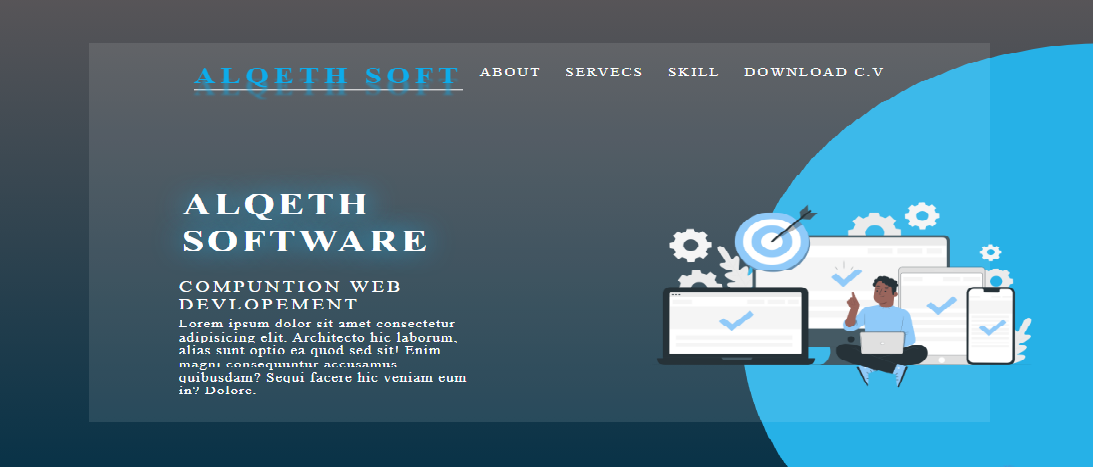 ALQETH SOFT
ABOUT SERVECS SKILL DOWNLOAD C.V
ALQETH
SOFTWARE
COMPUNTION WEB
DEVLOPEMENT
Lorem ipsum dolor sit amet consectetur
adipisicing elit. Architecto hic laborum,
alias sunt optio ea quod sed sit! Enim
magni consequuntur accusamus
quibusdam? Sequi facere hic veniam eum
in? Dolore.